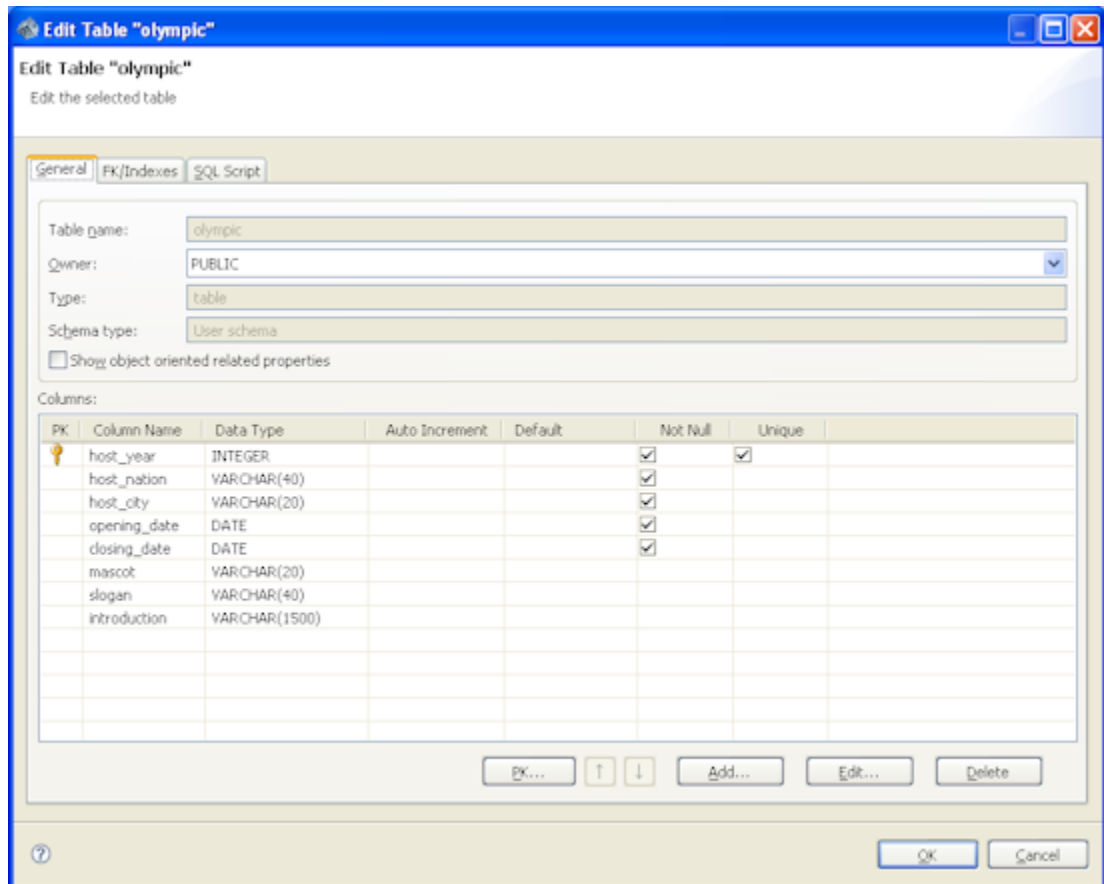 Edit Table "olympic"
Edit Table "olympic"
Edit the selected table
General FK/Indexes SQL Script
Table name: olympic
Owner: PUBLIC
Type: table
Schema type: User schema
Show object oriented related properties
Columns:
PK Column Name Data Type Auto Increment Default Not Null Unique
host_year INTEGER
host_nation VARCHAR(40)
host_city VARCHAR(20)
opening_date DATE
closing_date DATE
mascot VARCHAR(20)
slogan VARCHAR(40)
introduction VARCHAR(1500)
PK... ↑ ↓ Add... Edit... Delete
? OK Cancel